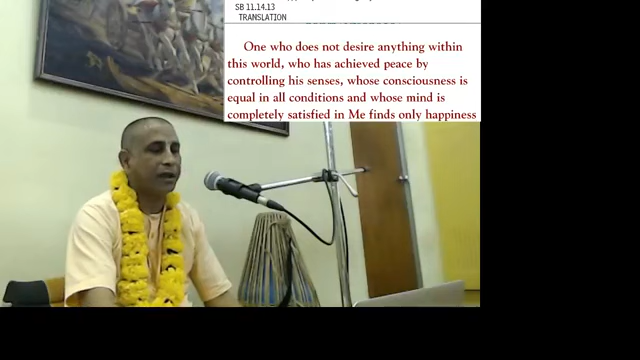 SB 11.14.13
TRANSLATION
One who does not desire anything within
this world, who has achieved peace by
controlling his senses, whose consciousness is
equal in all conditions and whose mind is
completely satisfied in Me finds only happiness